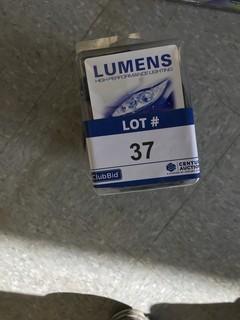 LUMENS
HIGH PERFORMANCE LIGHTING
LOT #
37
ClubBid